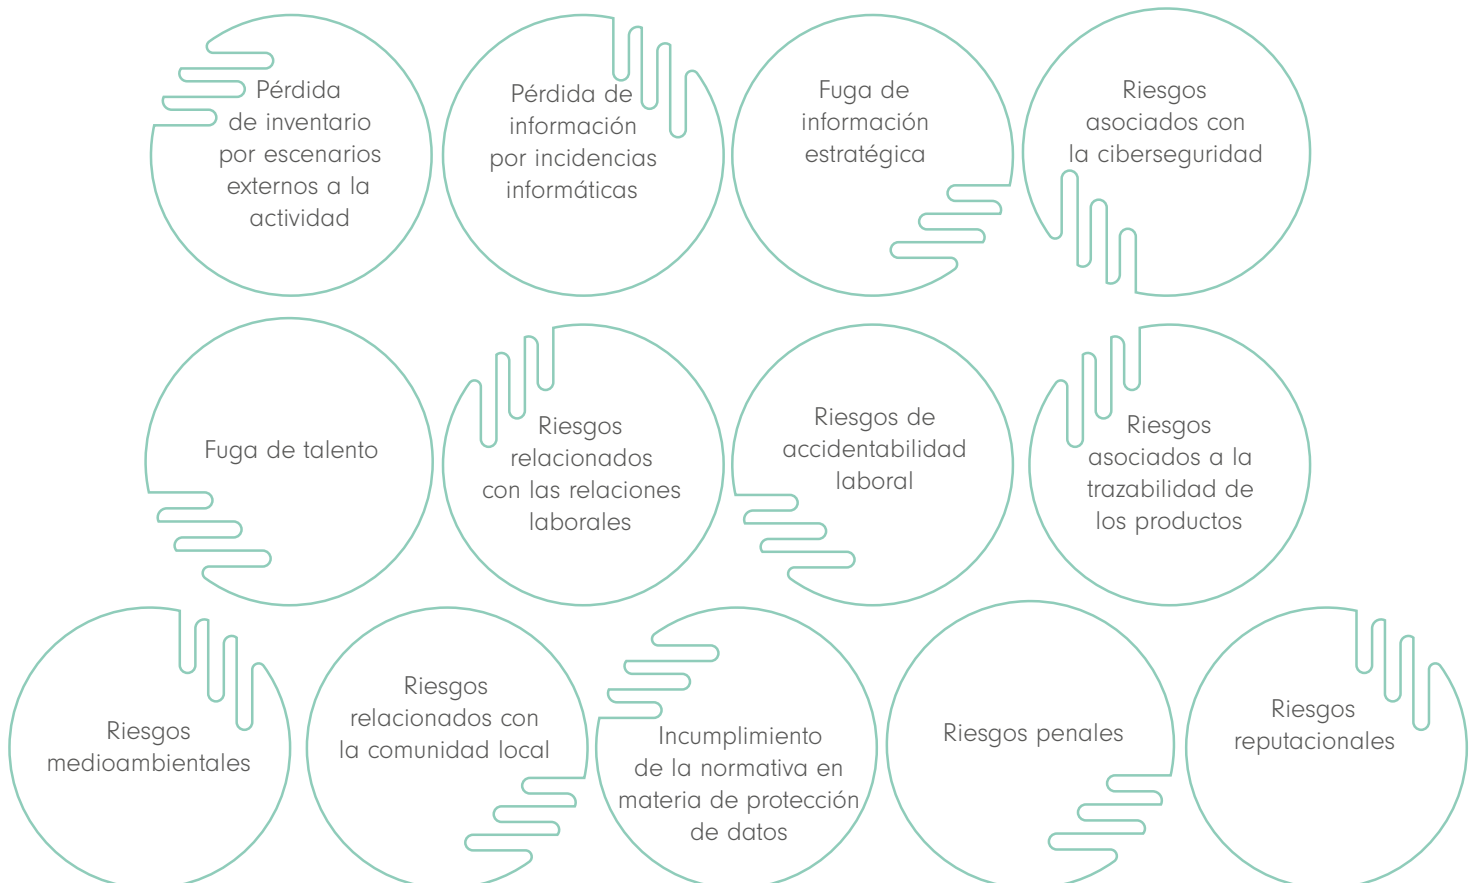 Pérdida
de inventario
por escenarios
externos a la
actividad
Pérdida de
información
por incidencias
informáticas
Fuga de
información
estratégica
Riesgos
asociados con
la ciberseguridad
Fuga de talento
Riesgos
relacionados
con las relaciones
laborales
Riesgos de
accidentabilidad
laboral
Riesgos
asociados a la
trazabilidad de
los productos
Riesgos
medioambientales
Riesgos
relacionados con
la comunidad local
Incumplimiento
de la normativa en
materia de protección
de datos
Riesgos penales
Riesgos
reputacionales